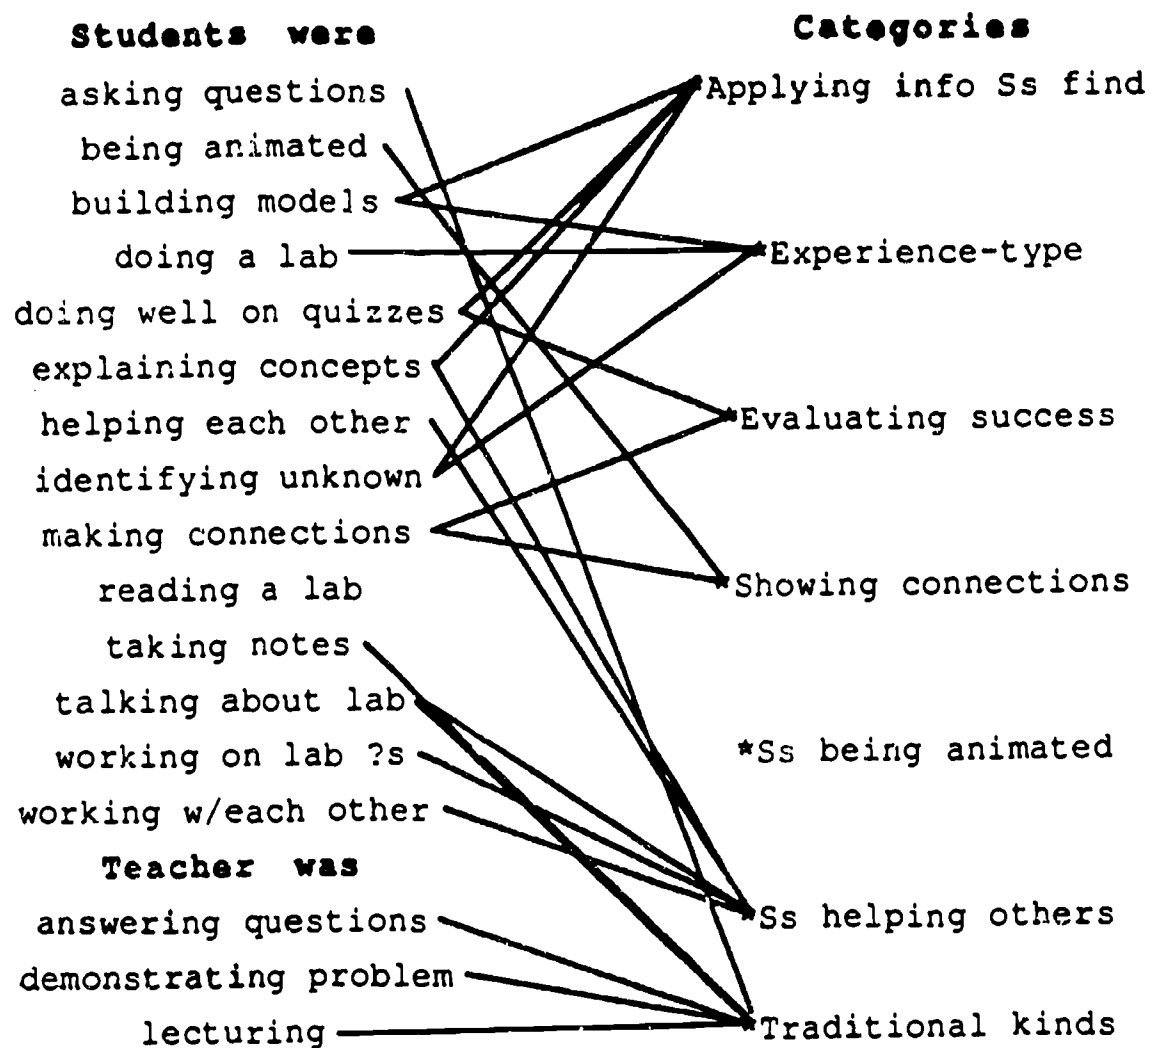 Students were
asking questions
being animated
building models
doing a lab
doing well on quizzes
explaining concepts
helping each other
identifying unknown
making connections
reading a lab
taking notes
talking about lab
working on lab ?s
working w/each other
Teacher was
answering questions
demonstrating problem
lecturing
Categories
*Applying info Ss find
*Experience-type
*Evaluating success
*Showing connections
*Ss being animated
*Ss helping others
*Traditional kinds